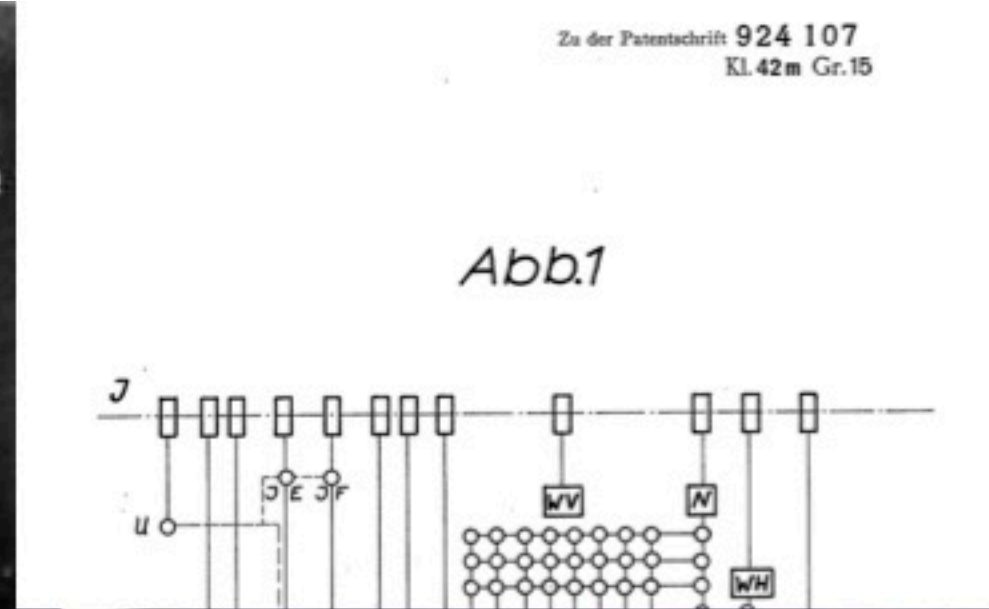 Zu der Patentschrift 924 107
Kl. 42m Gr. 15
Abb.1
J
J E J F
WV
N
U
WH